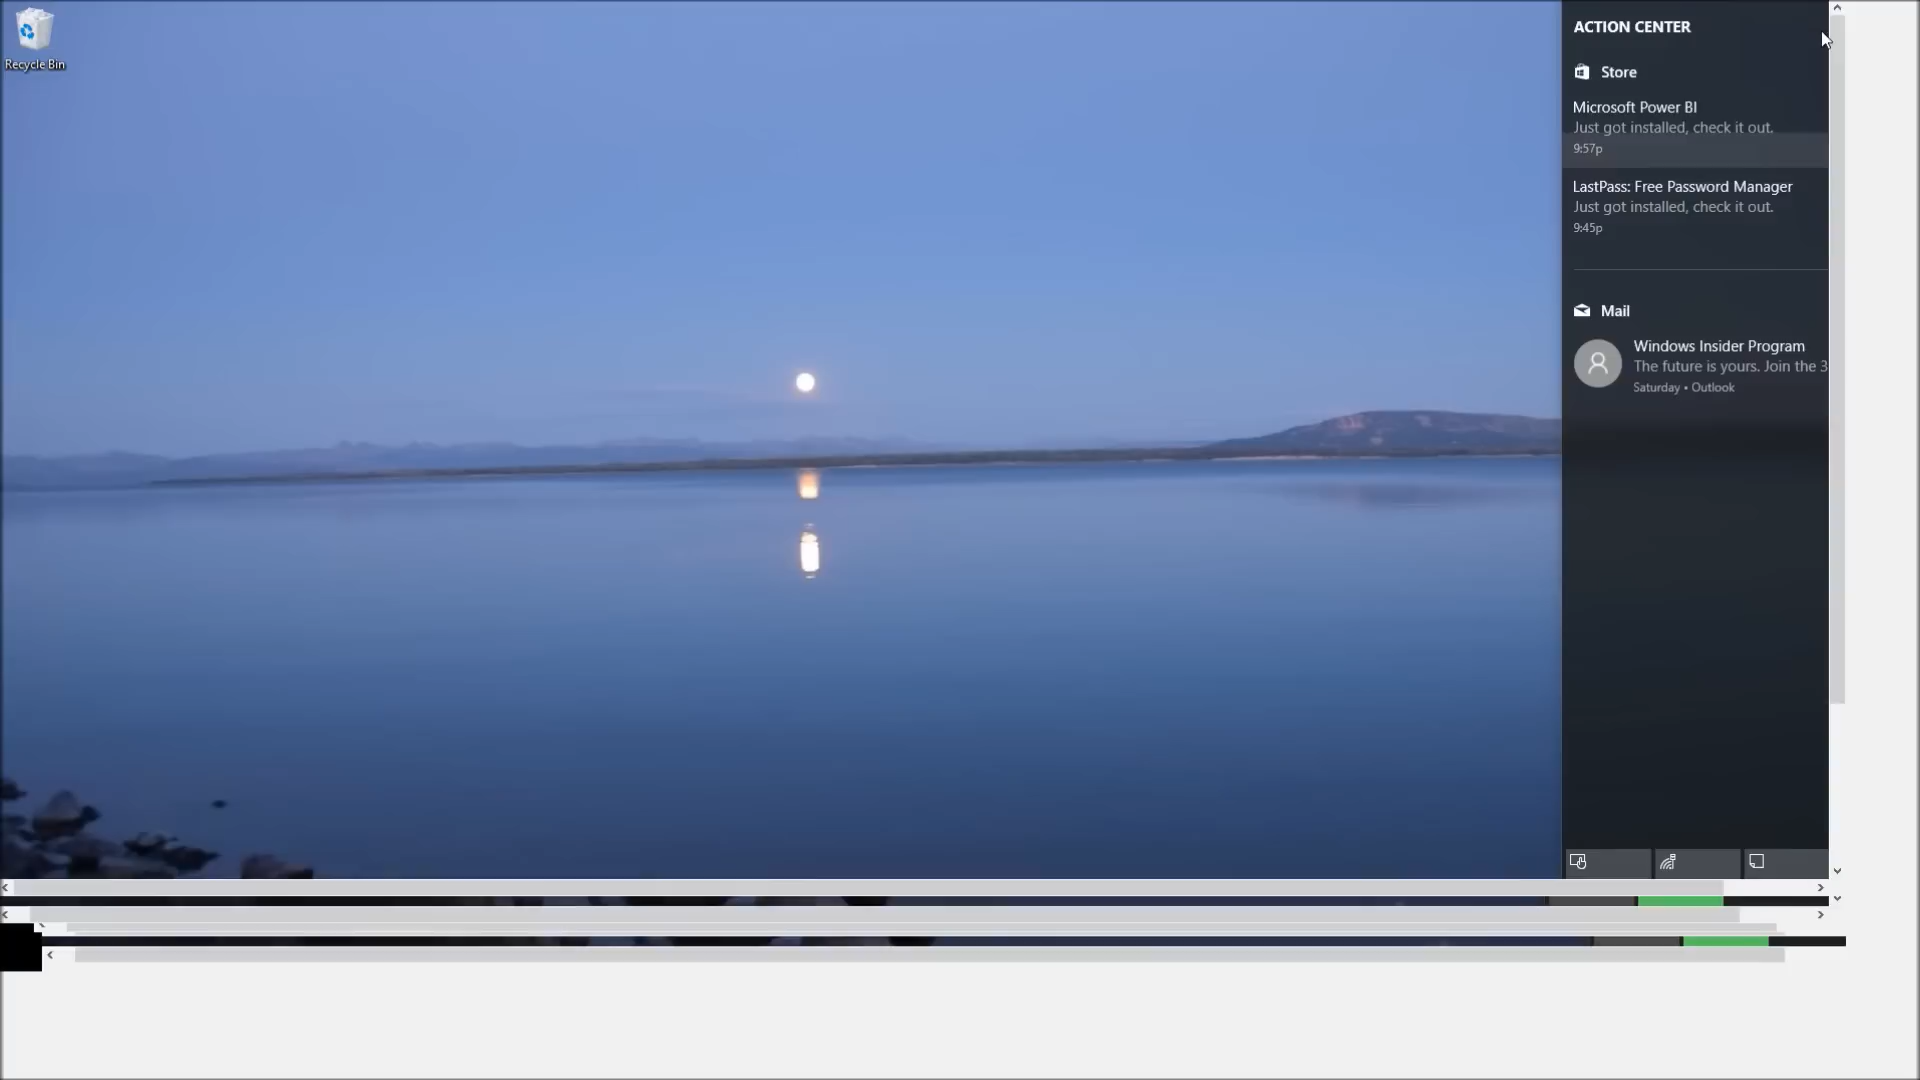 Recycle Bin
ACTION CENTER
Store
Microsoft Power BI
Just got installed, check it out.
9:57p
LastPass: Free Password Manager
Just got installed, check it out.
9:45p
Mail
Windows Insider Program
The future is yours. Join the 3
Saturday • Outlook